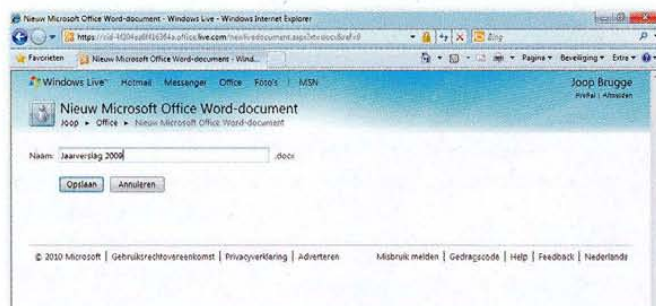 Nieuw Microsoft Office Word-document - Windows Live - Windows Internet Explorer
Bing
Favorieten Nieuw Microsoft Office Word-document - Wind...
Pagina Beveiliging Extra
Windows Live™ Hotmail Messenger Office Foto's | MSN Joop Brugge
Profiel | Afmelden
Nieuw Microsoft Office Word-document
Joop ▸ Office ▸ Nieuw Microsoft Office Word-document
Naam: Jaarverslag 2009 .docx
Opslaan Annuleren
© 2010 Microsoft | Gebruiksrechtovereenkomst | Privacyverklaring | Adverteren Misbruik melden | Gedragscode | Help | Feedback | Nederlands